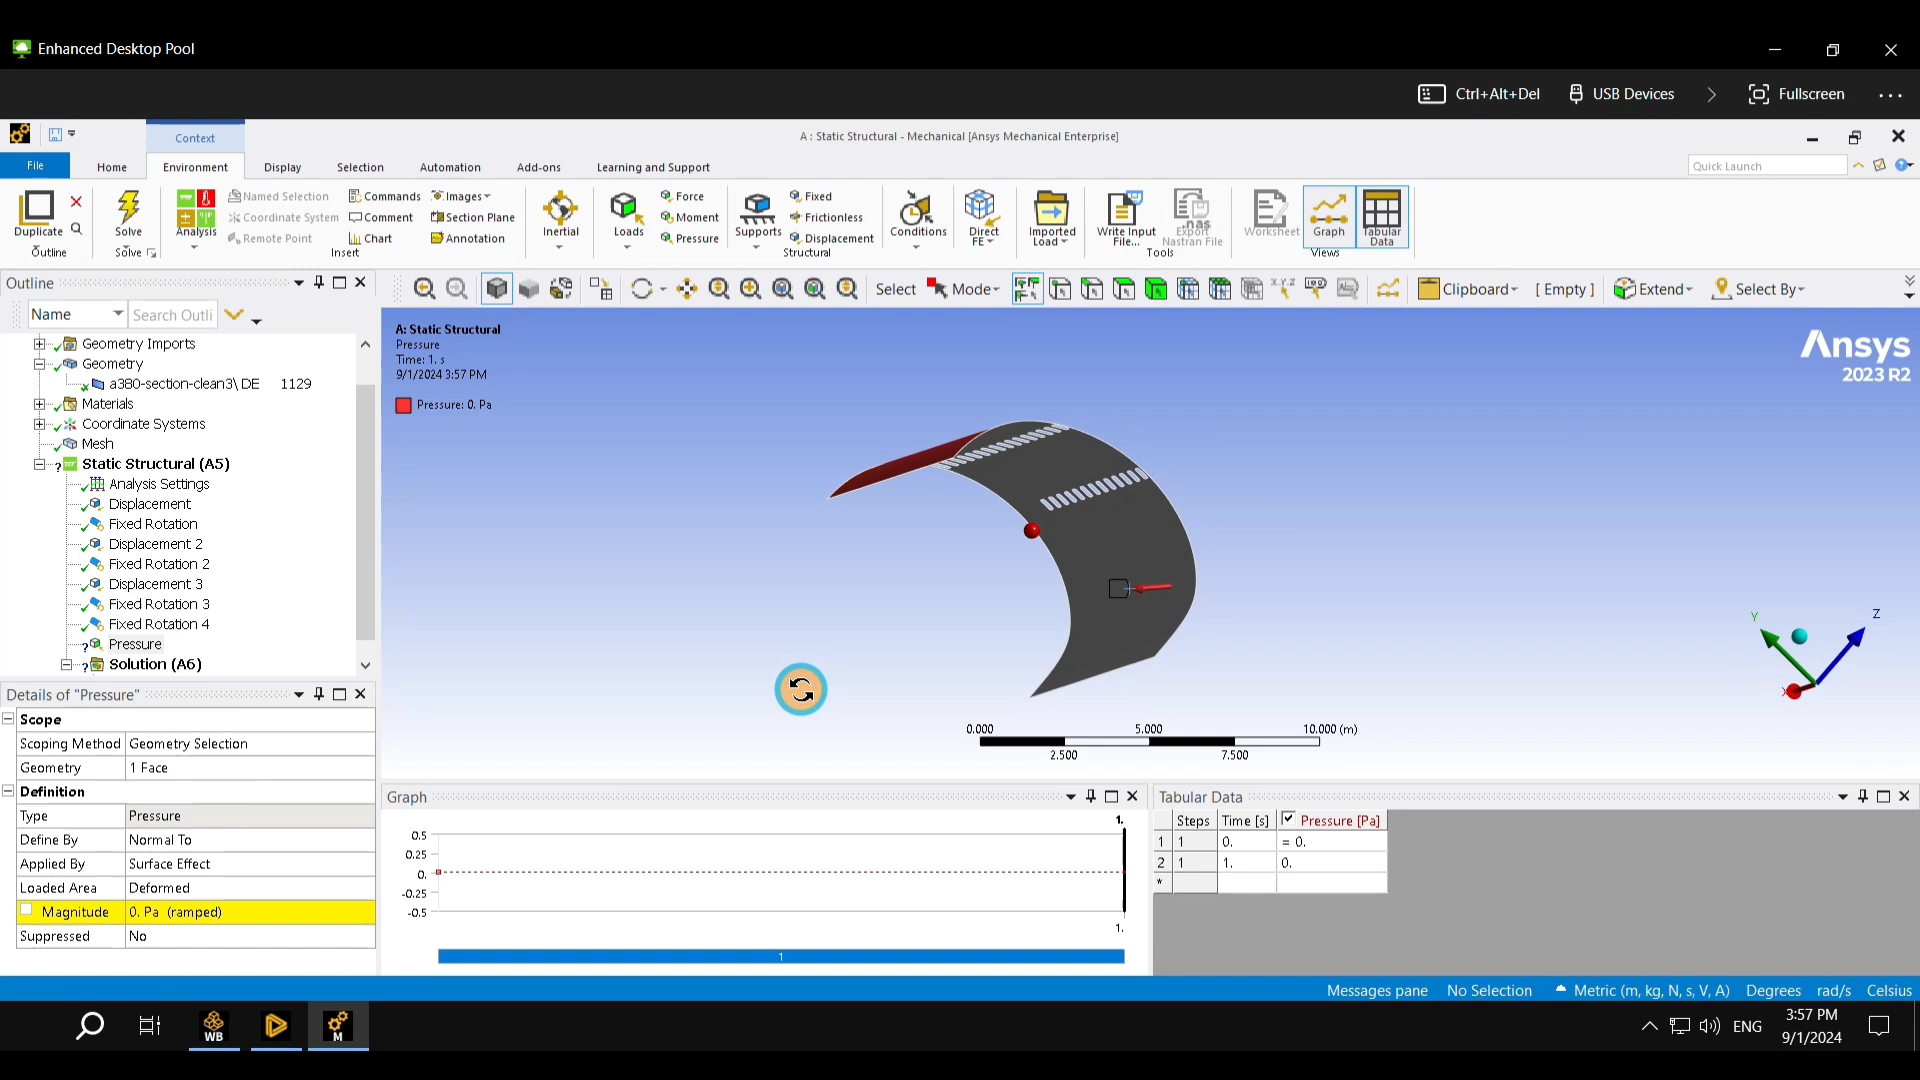 Enhanced Desktop Pool
Ctrl+Alt+Del USB Devices Fullscreen
Context
A : Static Structural - Mechanical [Ansys Mechanical Enterprise]
File Home Environment Display Selection Automation Add-ons Learning and Support
Quick Launch
Duplicate
Outline
Solve
Solve
Analysis
Named Selection
Coordinate System
Remote Point
Commands
Comment
Chart
Images
Section Plane
Annotation
Insert
Inertial
Loads
Force
Moment
Pressure
Supports
Fixed
Frictionless
Displacement
Structural
Conditions
Direct
FE
Imported
Load
Write Input
File...
.nas
Export
Nastran File
Tools
Worksheet
Graph
Tabular
Data
Views
Outline
Name Search Outli
Select Mode Clipboard [ Empty ] Extend Select By
Geometry Imports
Geometry
a380-section-clean3\ DE 1129
Materials
Coordinate Systems
Mesh
Static Structural (A5)
Analysis Settings
Displacement
Fixed Rotation
Displacement 2
Fixed Rotation 2
Displacement 3
Fixed Rotation 3
Fixed Rotation 4
Pressure
Solution (A6)
A: Static Structural
Pressure
Time: 1. s
9/1/2024 3:57 PM
Pressure: 0. Pa
Ansys
2023 R2
Y
Z
X
0.000 5.000 10.000 (m)
2.500 7.500
Details of "Pressure"
Scope
Scoping Method Geometry Selection
Geometry 1 Face
Definition
Type Pressure
Define By Normal To
Applied By Surface Effect
Loaded Area Deformed
Magnitude 0. Pa (ramped)
Suppressed No
Graph
1.
0.5
0.25
0.
-0.25
-0.5
1.
1
Tabular Data
Steps Time [s] Pressure [Pa]
1 1 0. = 0.
2 1 1. 0.
*
Messages pane No Selection Metric (m, kg, N, s, V, A) Degrees rad/s Celsius
WB
M
ENG
3:57 PM
9/1/2024